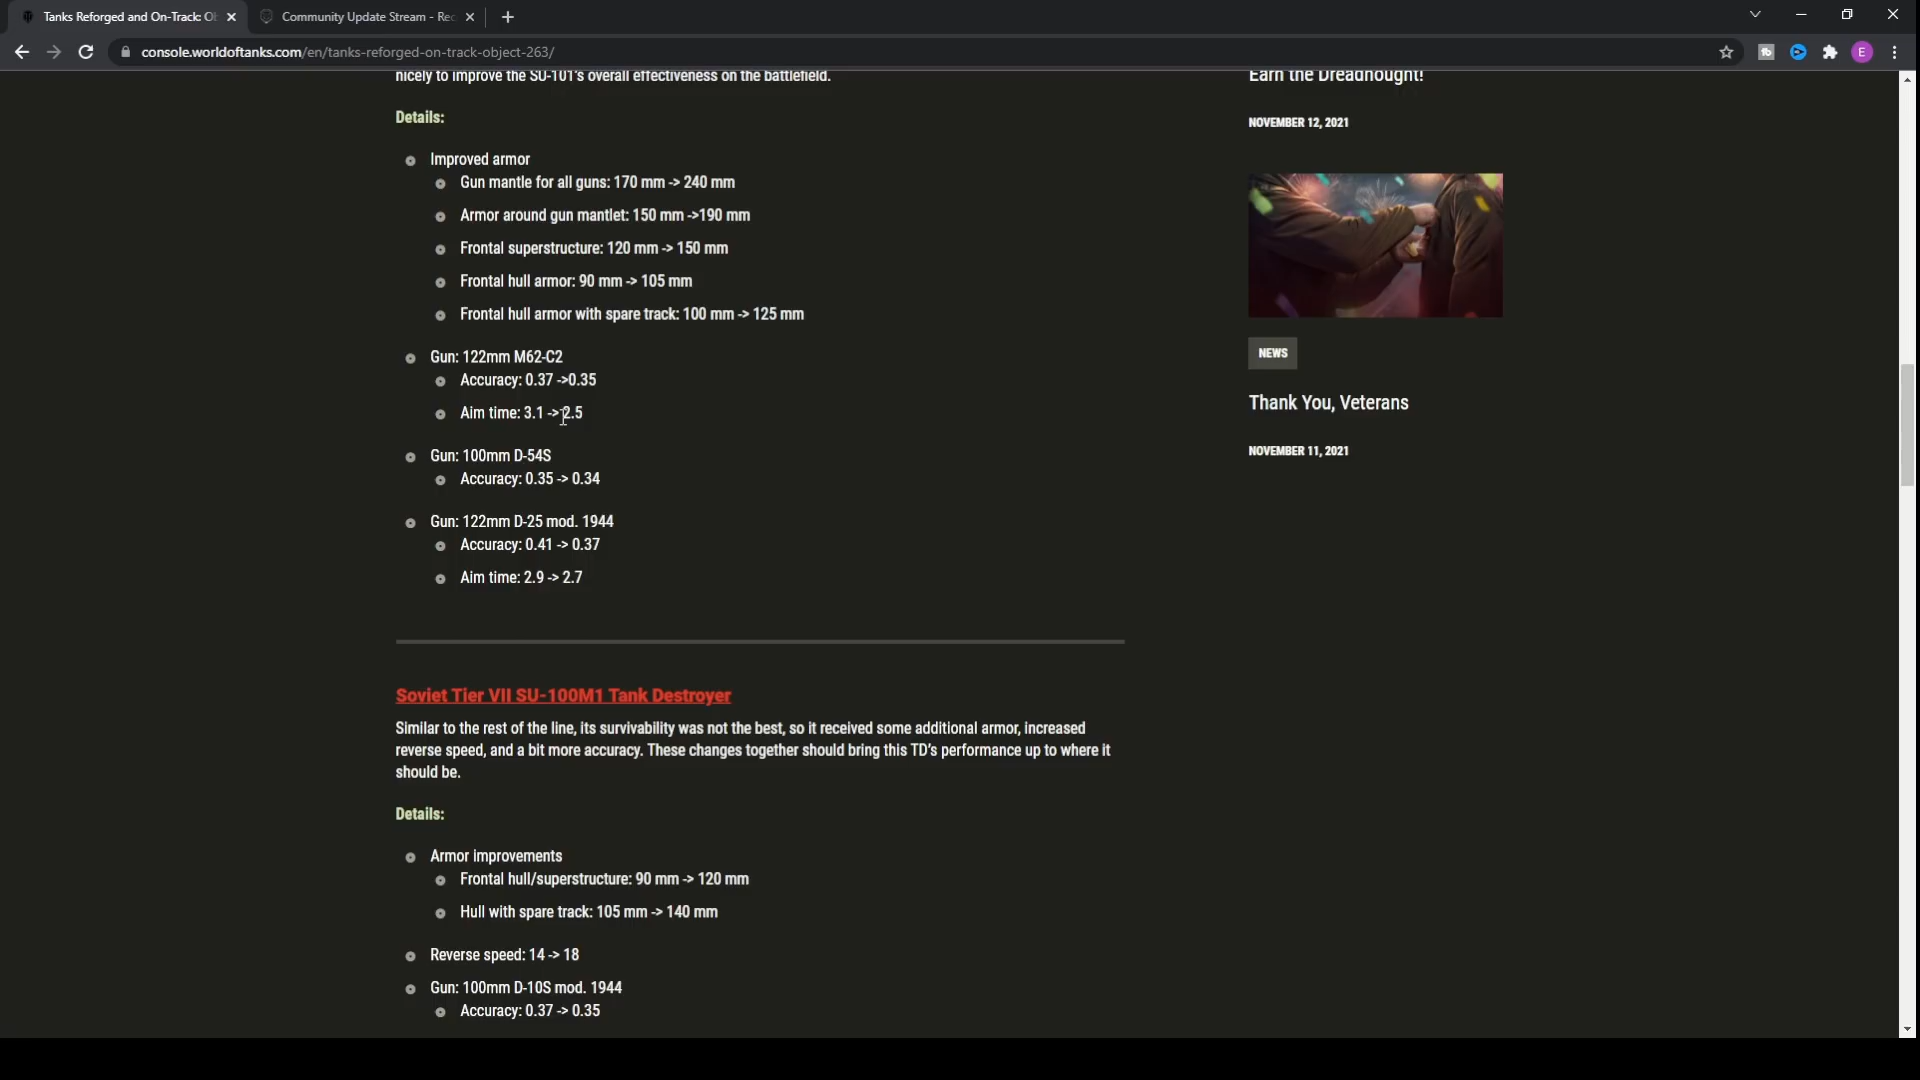 Tanks Reforged and On-Track: Ob
Community Update Stream - Rec
console.worldoftanks.com/en/tanks-reforged-on-track-object-263/
E
nicely to improve the SU-101's overall effectiveness on the battlefield.
Details:
Improved armor
Gun mantle for all guns: 170 mm -> 240 mm
Armor around gun mantlet: 150 mm ->190 mm
Frontal superstructure: 120 mm -> 150 mm
Frontal hull armor: 90 mm -> 105 mm
Frontal hull armor with spare track: 100 mm -> 125 mm
Gun: 122mm M62-C2
Accuracy: 0.37 ->0.35
Aim time: 3.1 -> 2.5
Gun: 100mm D-54S
Accuracy: 0.35 -> 0.34
Gun: 122mm D-25 mod. 1944
Accuracy: 0.41 -> 0.37
Aim time: 2.9 -> 2.7
Soviet Tier VII SU-100M1 Tank Destroyer
Similar to the rest of the line, its survivability was not the best, so it received some additional armor, increased
reverse speed, and a bit more accuracy. These changes together should bring this TD's performance up to where it
should be.
Details:
Armor improvements
Frontal hull/superstructure: 90 mm -> 120 mm
Hull with spare track: 105 mm -> 140 mm
Reverse speed: 14 -> 18
Gun: 100mm D-10S mod. 1944
Accuracy: 0.37 -> 0.35
Earn the Dreadnought!
NOVEMBER 12, 2021
NEWS
Thank You, Veterans
NOVEMBER 11, 2021